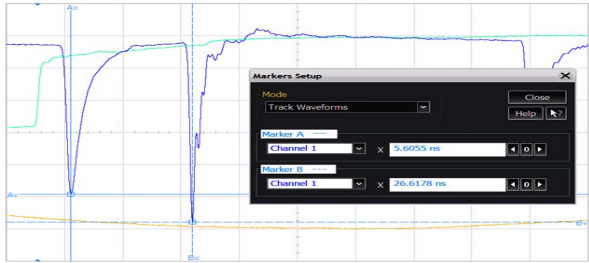 Ax
Markers Setup
Mode
Track Waveforms
Close
Help
Marker A
Channel 1
X
5.6055 ns
0
Marker B
Channel 1
X
26.6178 ns
0
Ay
By
Bx